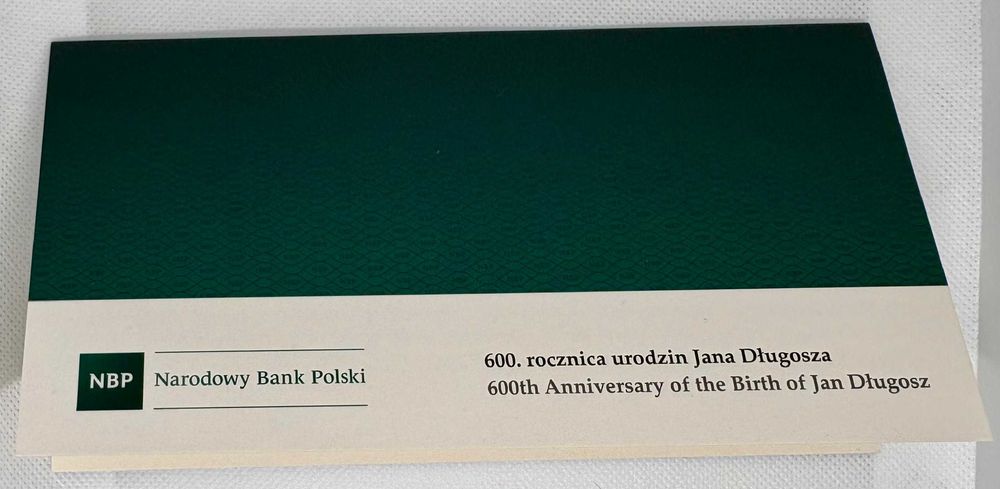 NBP
Narodowy Bank Polski
600. rocznica urodzin Jana Długosza
600th Anniversary of the Birth of Jan Długosz